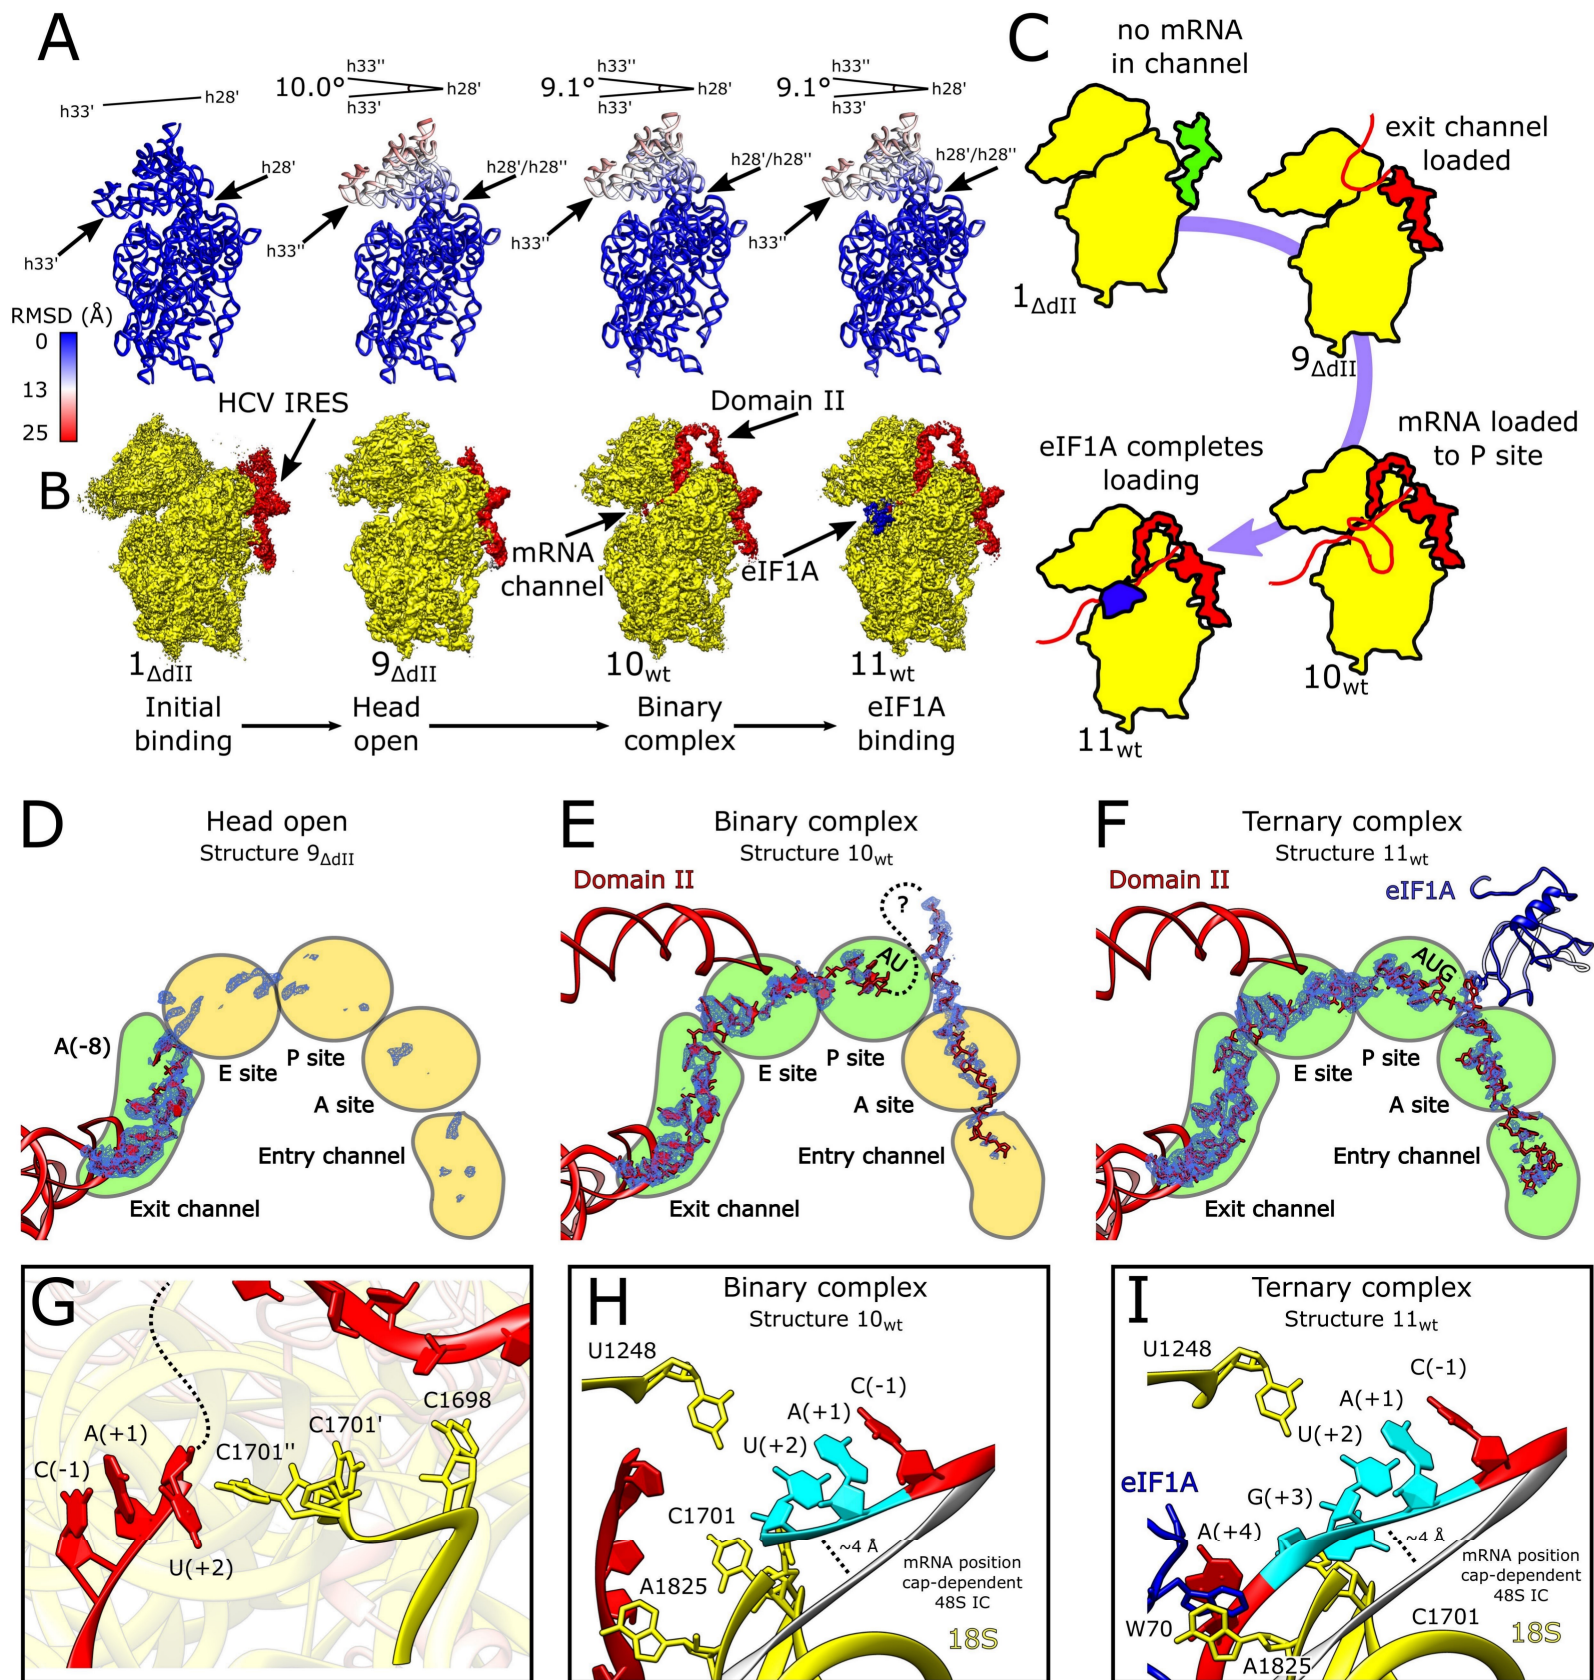 A
h33'
h28'
10.0°
h33''
h33'
h28'
9.1°
h33''
h33'
h28'
9.1°
h33''
h33'
h28'
h28'
h33'
h28'/h28''
h33''
h28'/h28''
h33''
h28'/h28''
h33''
RMSD (Å)
0
13
25
B
HCV IRES
Domain II
mRNA
channel
eIF1A
1ΔdII
9ΔdII
10wt
11wt
Initial
binding
Head
open
Binary
complex
eIF1A
binding
C
no mRNA
in channel
1ΔdII
exit channel
loaded
9ΔdII
mRNA loaded
to P site
10wt
eIF1A completes
loading
11wt
D
Head open
Structure 9ΔdII
A(-8)
E site
P site
A site
Entry channel
Exit channel
E
Binary complex
Structure 10wt
Domain II
?
AU
E site
P site
A site
Entry channel
Exit channel
F
Ternary complex
Structure 11wt
Domain II
eIF1A
AUG
E site
P site
A site
Entry channel
Exit channel
G
C(-1)
A(+1)
U(+2)
C1701''
C1701'
C1698
H
Binary complex
Structure 10wt
U1248
C(-1)
A(+1)
U(+2)
C1701
~4 Å
A1825
mRNA position
cap-dependent
48S IC
18S
I
Ternary complex
Structure 11wt
U1248
C(-1)
A(+1)
U(+2)
G(+3)
eIF1A
A(+4)
~4 Å
mRNA position
cap-dependent
48S IC
W70
C1701
A1825
18S